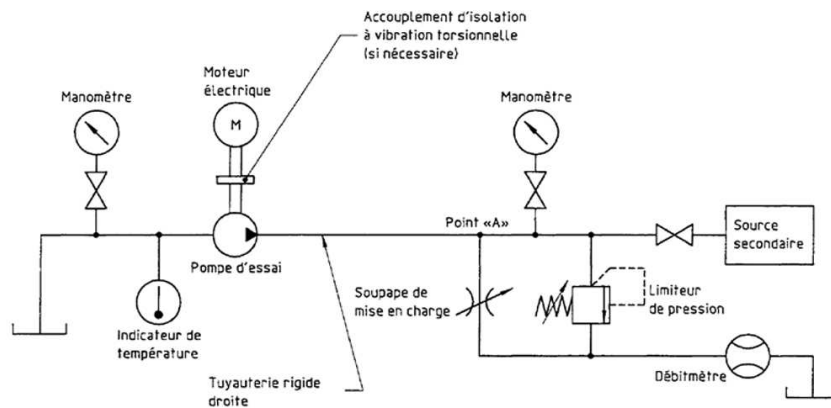 Accouplement d'isolation
à vibration torsionnelle
(si nécessaire)
Moteur
électrique
Manomètre
Manomètre
M
Point «A»
Source
secondaire
Pompe d'essai
Soupape de
mise en charge
Limiteur
de pression
Indicateur de
température
Débitmètre
Tuyauterie rigide
droite